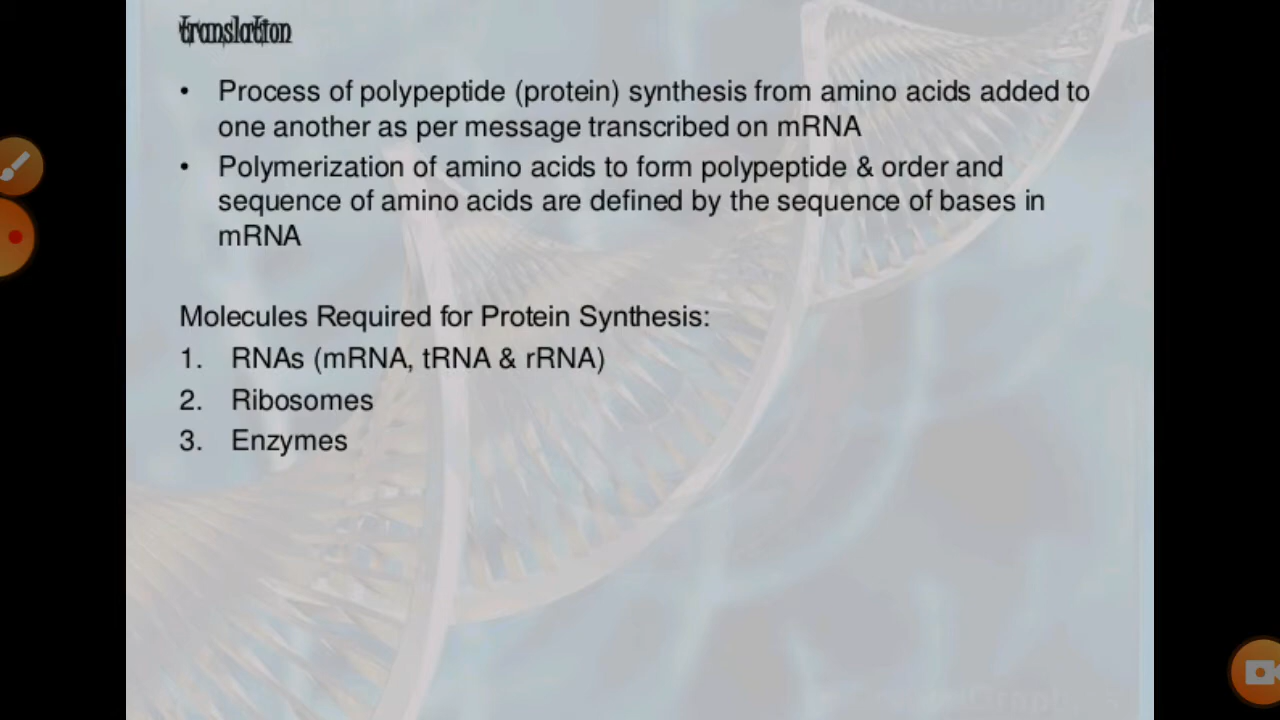 translation
• Process of polypeptide (protein) synthesis from amino acids added to
one another as per message transcribed on mRNA
• Polymerization of amino acids to form polypeptide & order and
sequence of amino acids are defined by the sequence of bases in
mRNA
Molecules Required for Protein Synthesis:
1. RNAs (mRNA, tRNA & rRNA)
2. Ribosomes
3. Enzymes